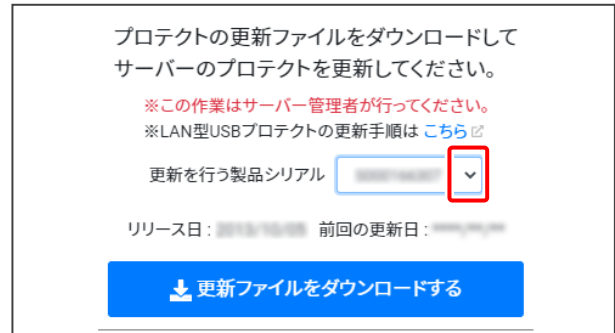 プロテクトの更新ファイルをダウンロードして
サーバーのプロテクトを更新してください。
※この作業はサーバー管理者が行ってください。
※LAN型USBプロテクトの更新手順は こちら
更新を行う製品シリアル
リリース日: 前回の更新日:
更新ファイルをダウンロードする